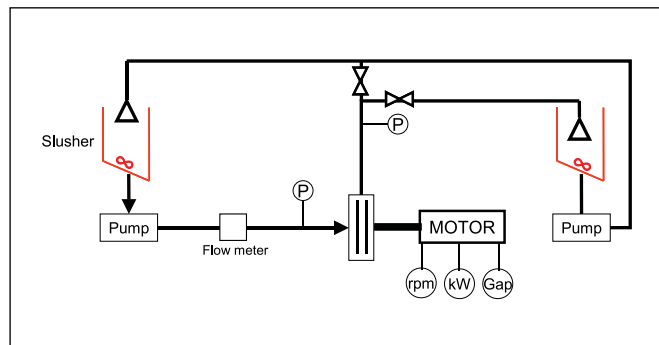 P
Slusher
P
Pump
Flow meter
MOTOR
Pump
rpm
kW
Gap